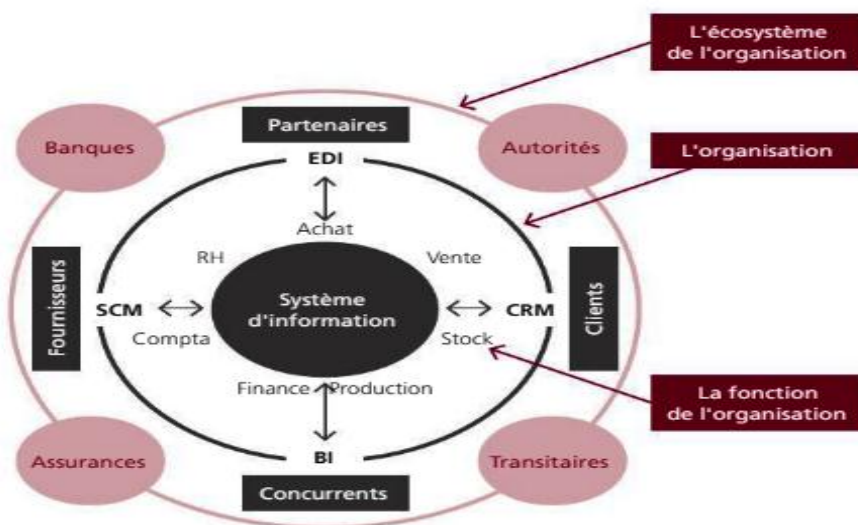 L'écosystème
de l'organisation
Partenaires
Banques
Autorités
L'organisation
EDI
Achat
RH
Vente
Fournisseurs
SCM
Système
d'information
CRM
Clients
Compta
Stock
Finance
Production
La fonction
de l'organisation
Assurances
BI
Transitaires
Concurrents